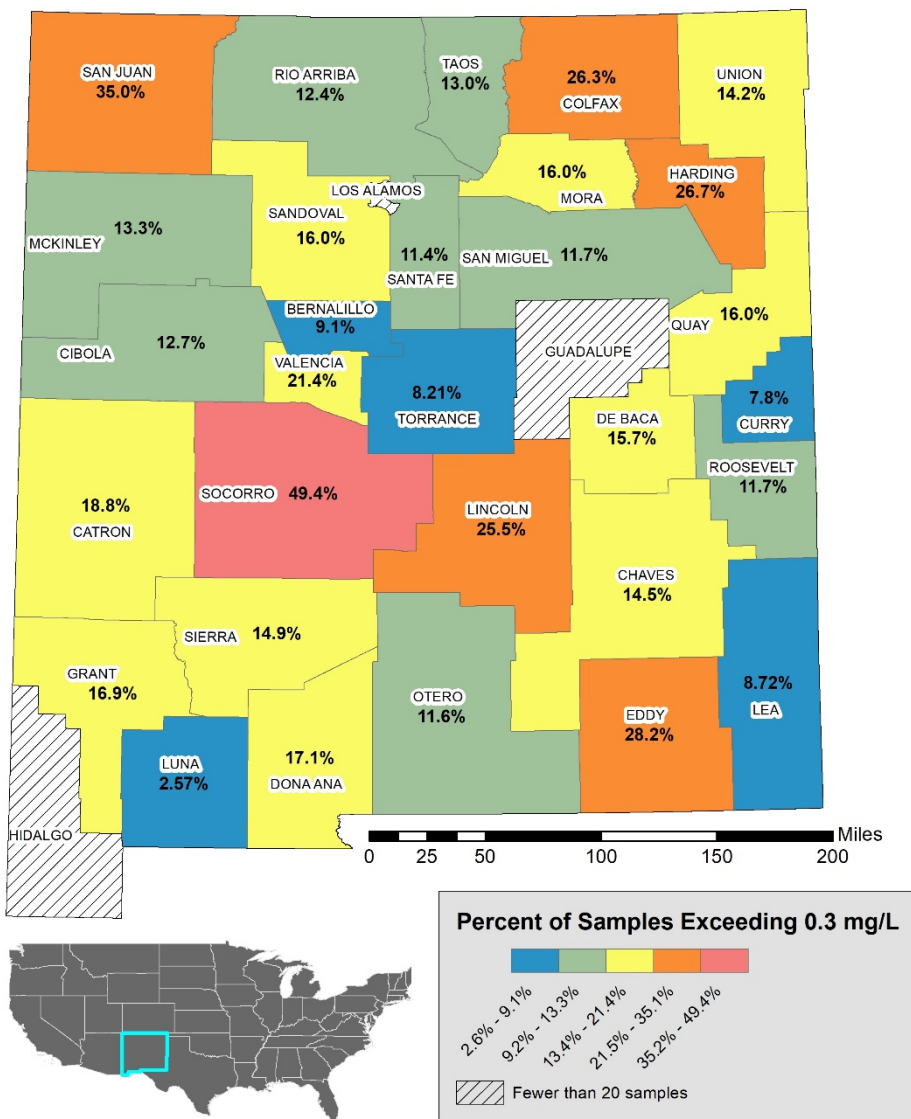 SAN JUAN
35.0%
RIO ARRIBA
12.4%
TAOS
13.0%
26.3%
COLFAX
UNION
14.2%
LOS ALAMOS
16.0%
MORA
HARDING
26.7%
13.3%
MCKINLEY
SANDOVAL
16.0%
11.4%
SANTA FE
SAN MIGUEL
11.7%
BERNALILLO
9.1%
QUAY
16.0%
12.7%
CIBOLA
VALENCIA
21.4%
GUADALUPE
8.21%
TORRANCE
7.8%
CURRY
DE BACA
15.7%
ROOSEVELT
11.7%
18.8%
CATRON
SOCORRO
49.4%
LINCOLN
25.5%
CHAVES
14.5%
SIERRA
14.9%
GRANT
16.9%
OTERO
11.6%
EDDY
28.2%
8.72%
LEA
LUNA
2.57%
17.1%
DONA ANA
HIDALGO
Miles
0 25 50 100 150 200
Percent of Samples Exceeding 0.3 mg/L
2.6% - 9.1%
9.2% - 13.3%
13.4% - 21.4%
21.5% - 35.1%
35.2% - 49.4%
Fewer than 20 samples